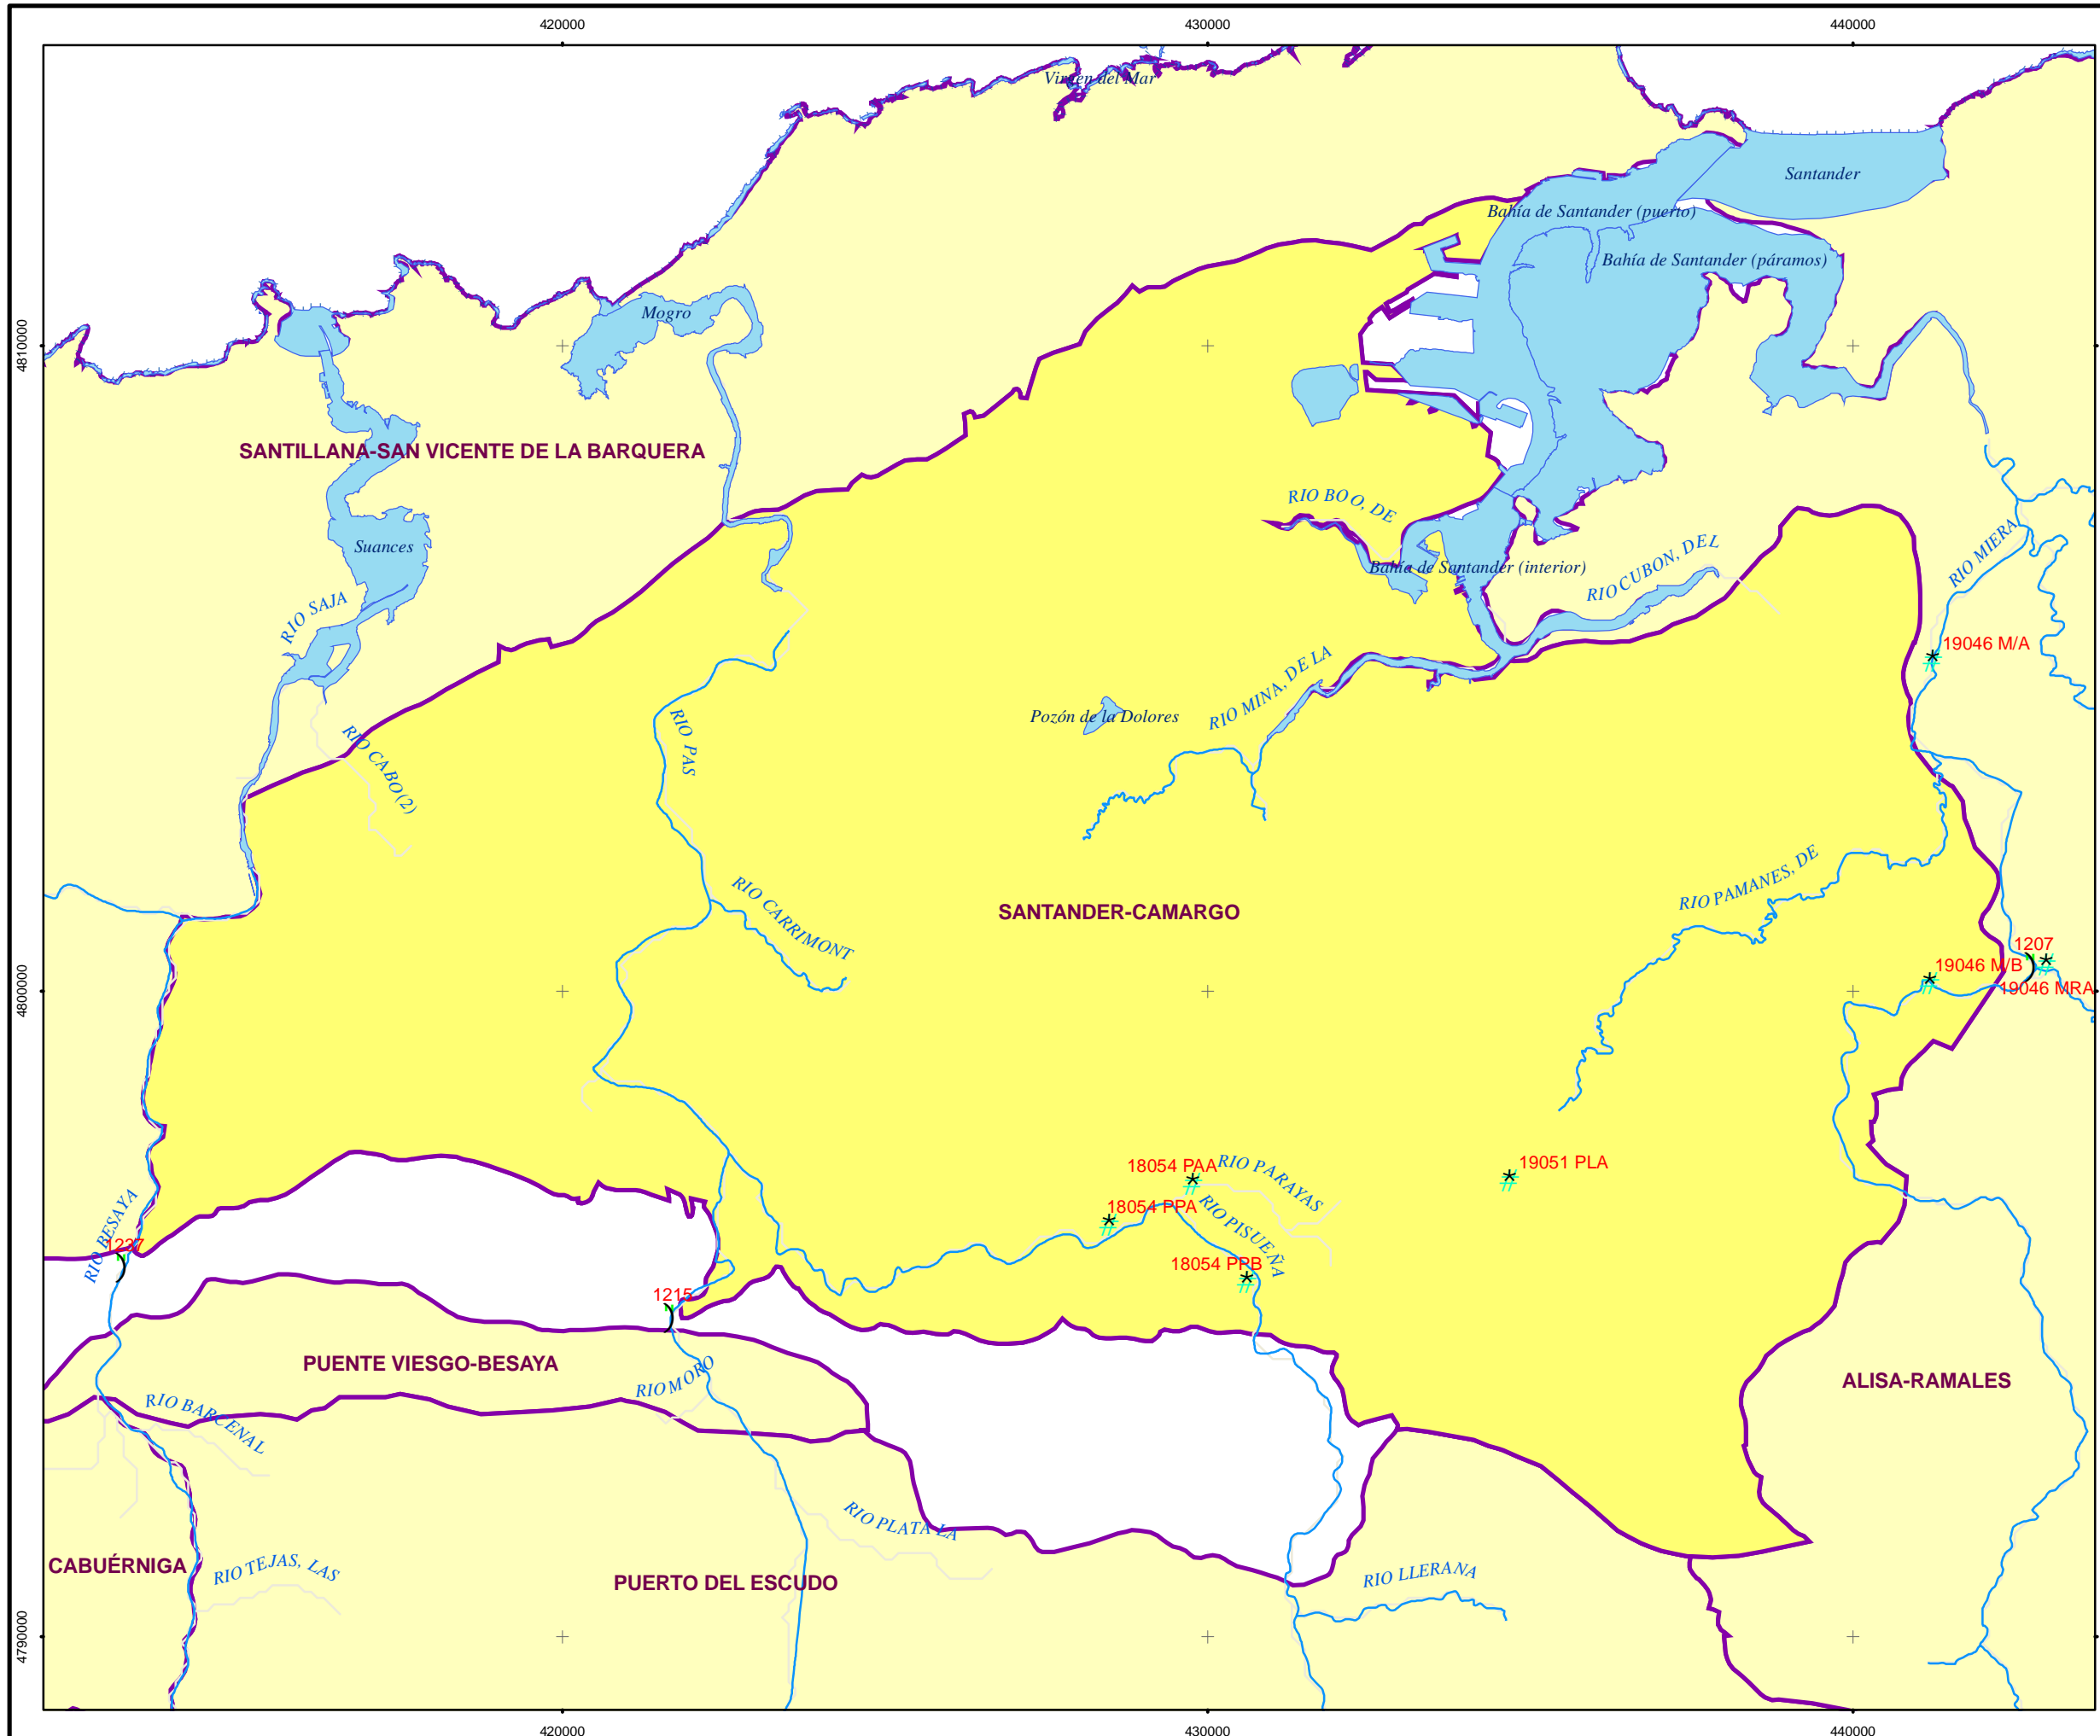 420000
430000
440000
Virgen del Mar
Santander
Bahía de Santander (puerto)
Bahía de Santander (páramos)
Mogro
4810000
SANTILLANA-SAN VICENTE DE LA BARQUERA
RIO BOO, DE
Suances
Bahía de Santander (interior)
RIO CUBON, DEL
RIO MIERA
RIO SAJA
19046 M/A
RIO MINA, DE LA
Pozón de la Dolores
RIO PAS
RIO CABO(2)
RIO PAMANES, DE
RIO CARRIMONT
SANTANDER-CAMARGO
1207
19046 M/B
19046 MRA
4800000
18054 PAA
RIO PARAYAS
19051 PLA
18054 PPA
RIO PISUEÑA
RIO BESAYA
1237
18054 PPB
1215
PUENTE VIESGO-BESAYA
RIO MORO
ALISA-RAMALES
RIO BARCENAL
RIO PLATA LA
CABUÉRNIGA
RIO TEJAS, LAS
PUERTO DEL ESCUDO
RIO LLERANA
4790000
420000
430000
440000